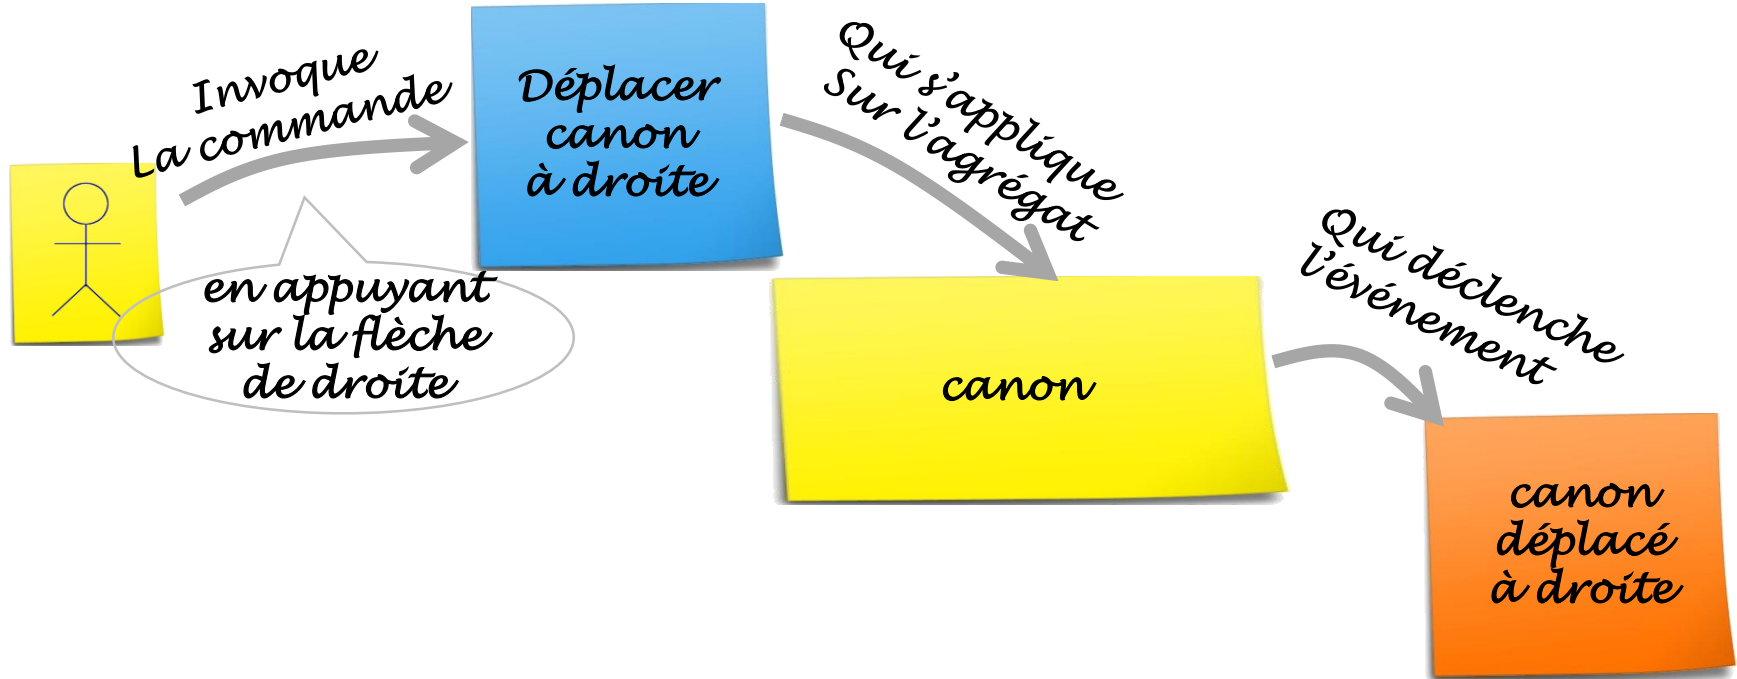 Invoque
La commande
en appuyant
sur la flèche
de droite
Déplacer
canon
à droite
Qui s'applique
Sur l'agrégat
canon
Qui déclenche
l'événement
canon
déplacé
à droite